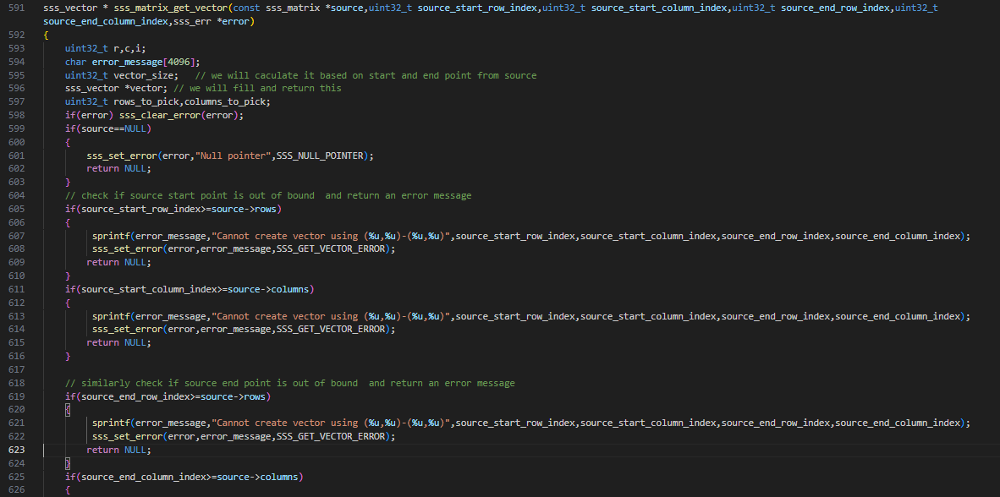 591 sss_vector * sss_matrix_get_vector(const sss_matrix *source,uint32_t source_start_row_index,uint32_t source_start_column_index,uint32_t source_end_row_index,uint32_t
source_end_column_index,sss_err *error)
592 {
593 uint32_t r,c,i;
594 char error_message[4096];
595 uint32_t vector_size; // we will caculate it based on start and end point from source
596 sss_vector *vector; // we will fill and return this
597 uint32_t rows_to_pick,columns_to_pick;
598 if(error) sss_clear_error(error);
599 if(source==NULL)
600 {
601 sss_set_error(error,"Null pointer",SSS_NULL_POINTER);
602 return NULL;
603 }
604 // check if source start point is out of bound  and return an error message
605 if(source_start_row_index>=source->rows)
606 {
607 sprintf(error_message,"Cannot create vector using (%u,%u)-(%u,%u)",source_start_row_index,source_start_column_index,source_end_row_index,source_end_column_index);
608 sss_set_error(error,error_message,SSS_GET_VECTOR_ERROR);
609 return NULL;
610 }
611 if(source_start_column_index>=source->columns)
612 {
613 sprintf(error_message,"Cannot create vector using (%u,%u)-(%u,%u)",source_start_row_index,source_start_column_index,source_end_row_index,source_end_column_index);
614 sss_set_error(error,error_message,SSS_GET_VECTOR_ERROR);
615 return NULL;
616 }
617
618 // similarly check if source end point is out of bound  and return an error message
619 if(source_end_row_index>=source->rows)
620 {
621 sprintf(error_message,"Cannot create vector using (%u,%u)-(%u,%u)",source_start_row_index,source_start_column_index,source_end_row_index,source_end_column_index);
622 sss_set_error(error,error_message,SSS_GET_VECTOR_ERROR);
623 return NULL;
624 }
625 if(source_end_column_index>=source->columns)
626 {